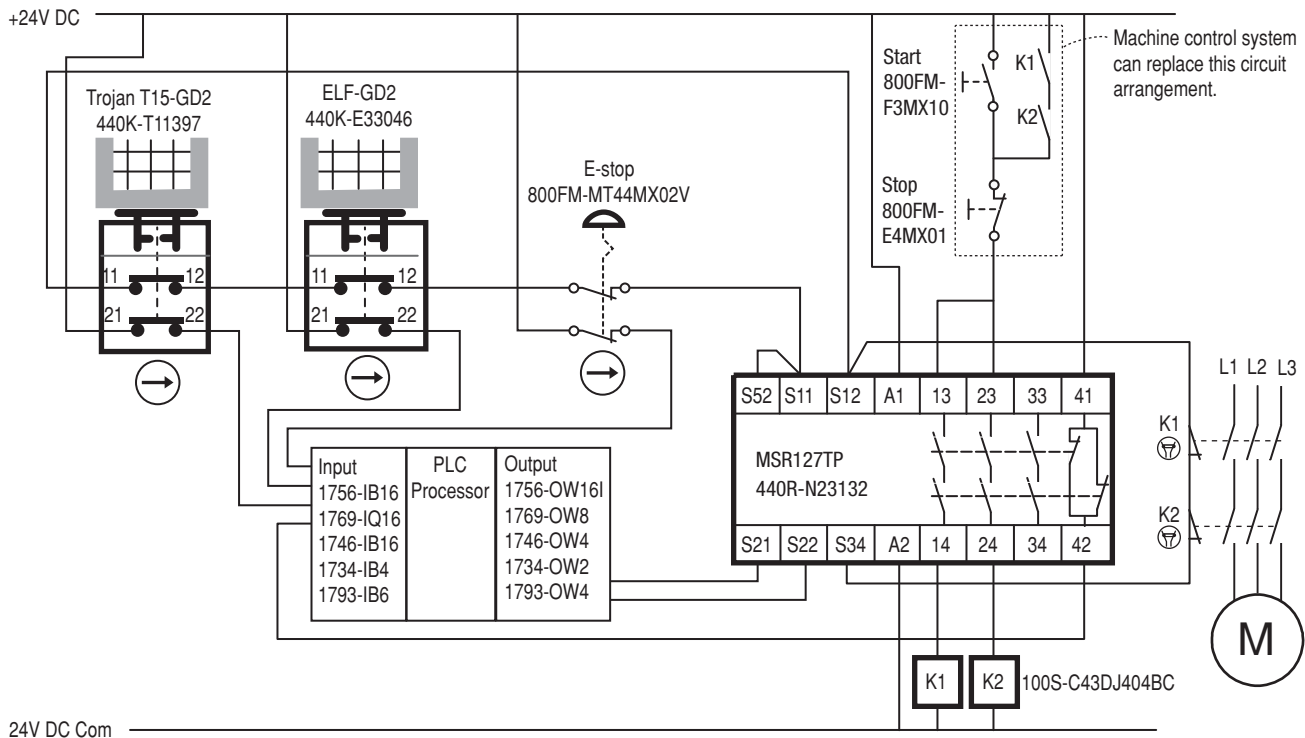 +24V DC
Machine control system
can replace this circuit
arrangement.
Start
800FM-
F3MX10
K1
K2
Trojan T15-GD2
440K-T11397
ELF-GD2
440K-E33046
E-stop
800FM-MT44MX02V
Stop
800FM-
E4MX01
11 12
21 22
11 12
21 22
L1 L2 L3
S52 S11 S12 A1 13 23 33 41
K1
MSR127TP
440R-N23132
K2
S21 S22 S34 A2 14 24 34 42
Input
1756-IB16
1769-IQ16
1746-IB16
1734-IB4
1793-IB6
PLC
Processor
Output
1756-OW16I
1769-OW8
1746-OW4
1734-OW2
1793-OW4
M
K1 K2 100S-C43DJ404BC
24V DC Com